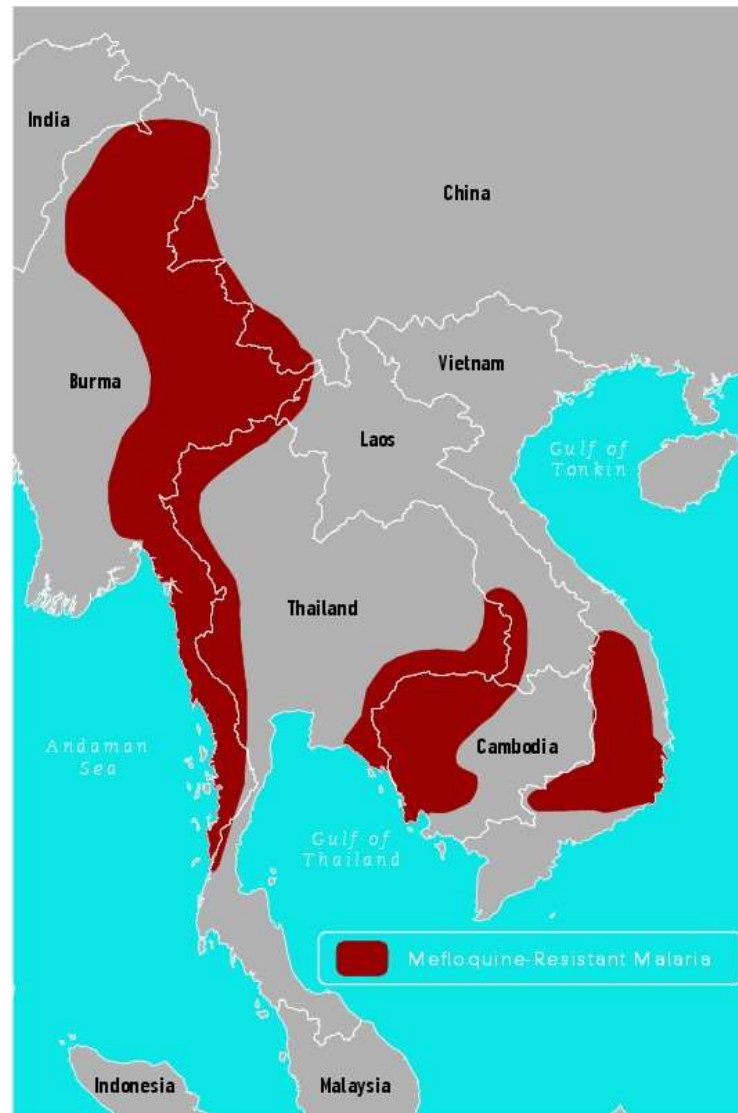 India
China
Burma
Vietnam
Laos
Gulf of
Tonkin
Thailand
Andaman
Sea
Cambodia
Gulf of
Thailand
Mefloquine-Resistant Malaria
Indonesia
Malaysia